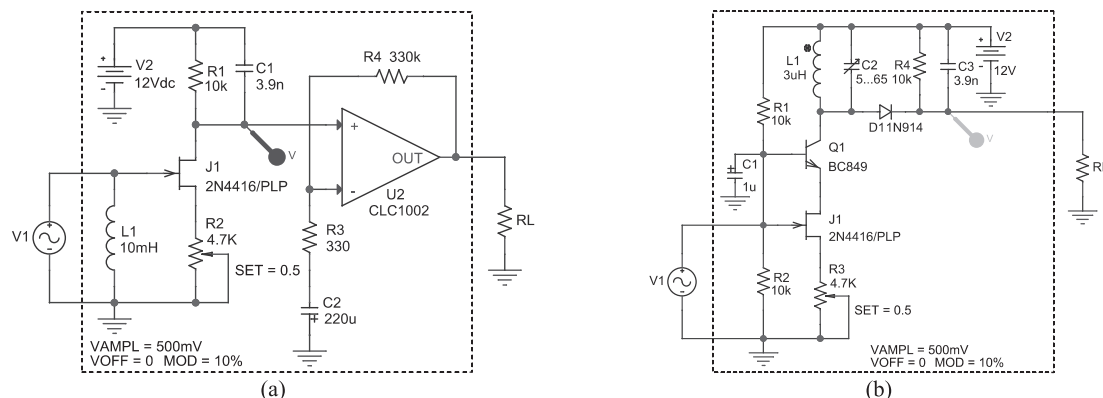 V2
12Vdc
R1
10k
C1
3.9n
R4 330k
V
+
-
OUT
U2
CLC1002
J1
2N4416/PLP
V1
L1
10mH
R2
4.7K
SET = 0.5
R3
330
C2
220u
RL
VAMPL = 500mV
VOFF = 0 MOD = 10%
(a)
L1
3uH
C2
5...65
R4
10k
C3
3.9n
V2
12V
R1
10k
D11N914
C1
1u
Q1
BC849
J1
2N4416/PLP
V1
R2
10k
R3
4.7K
SET = 0.5
VAMPL = 500mV
VOFF = 0 MOD = 10%
(b)